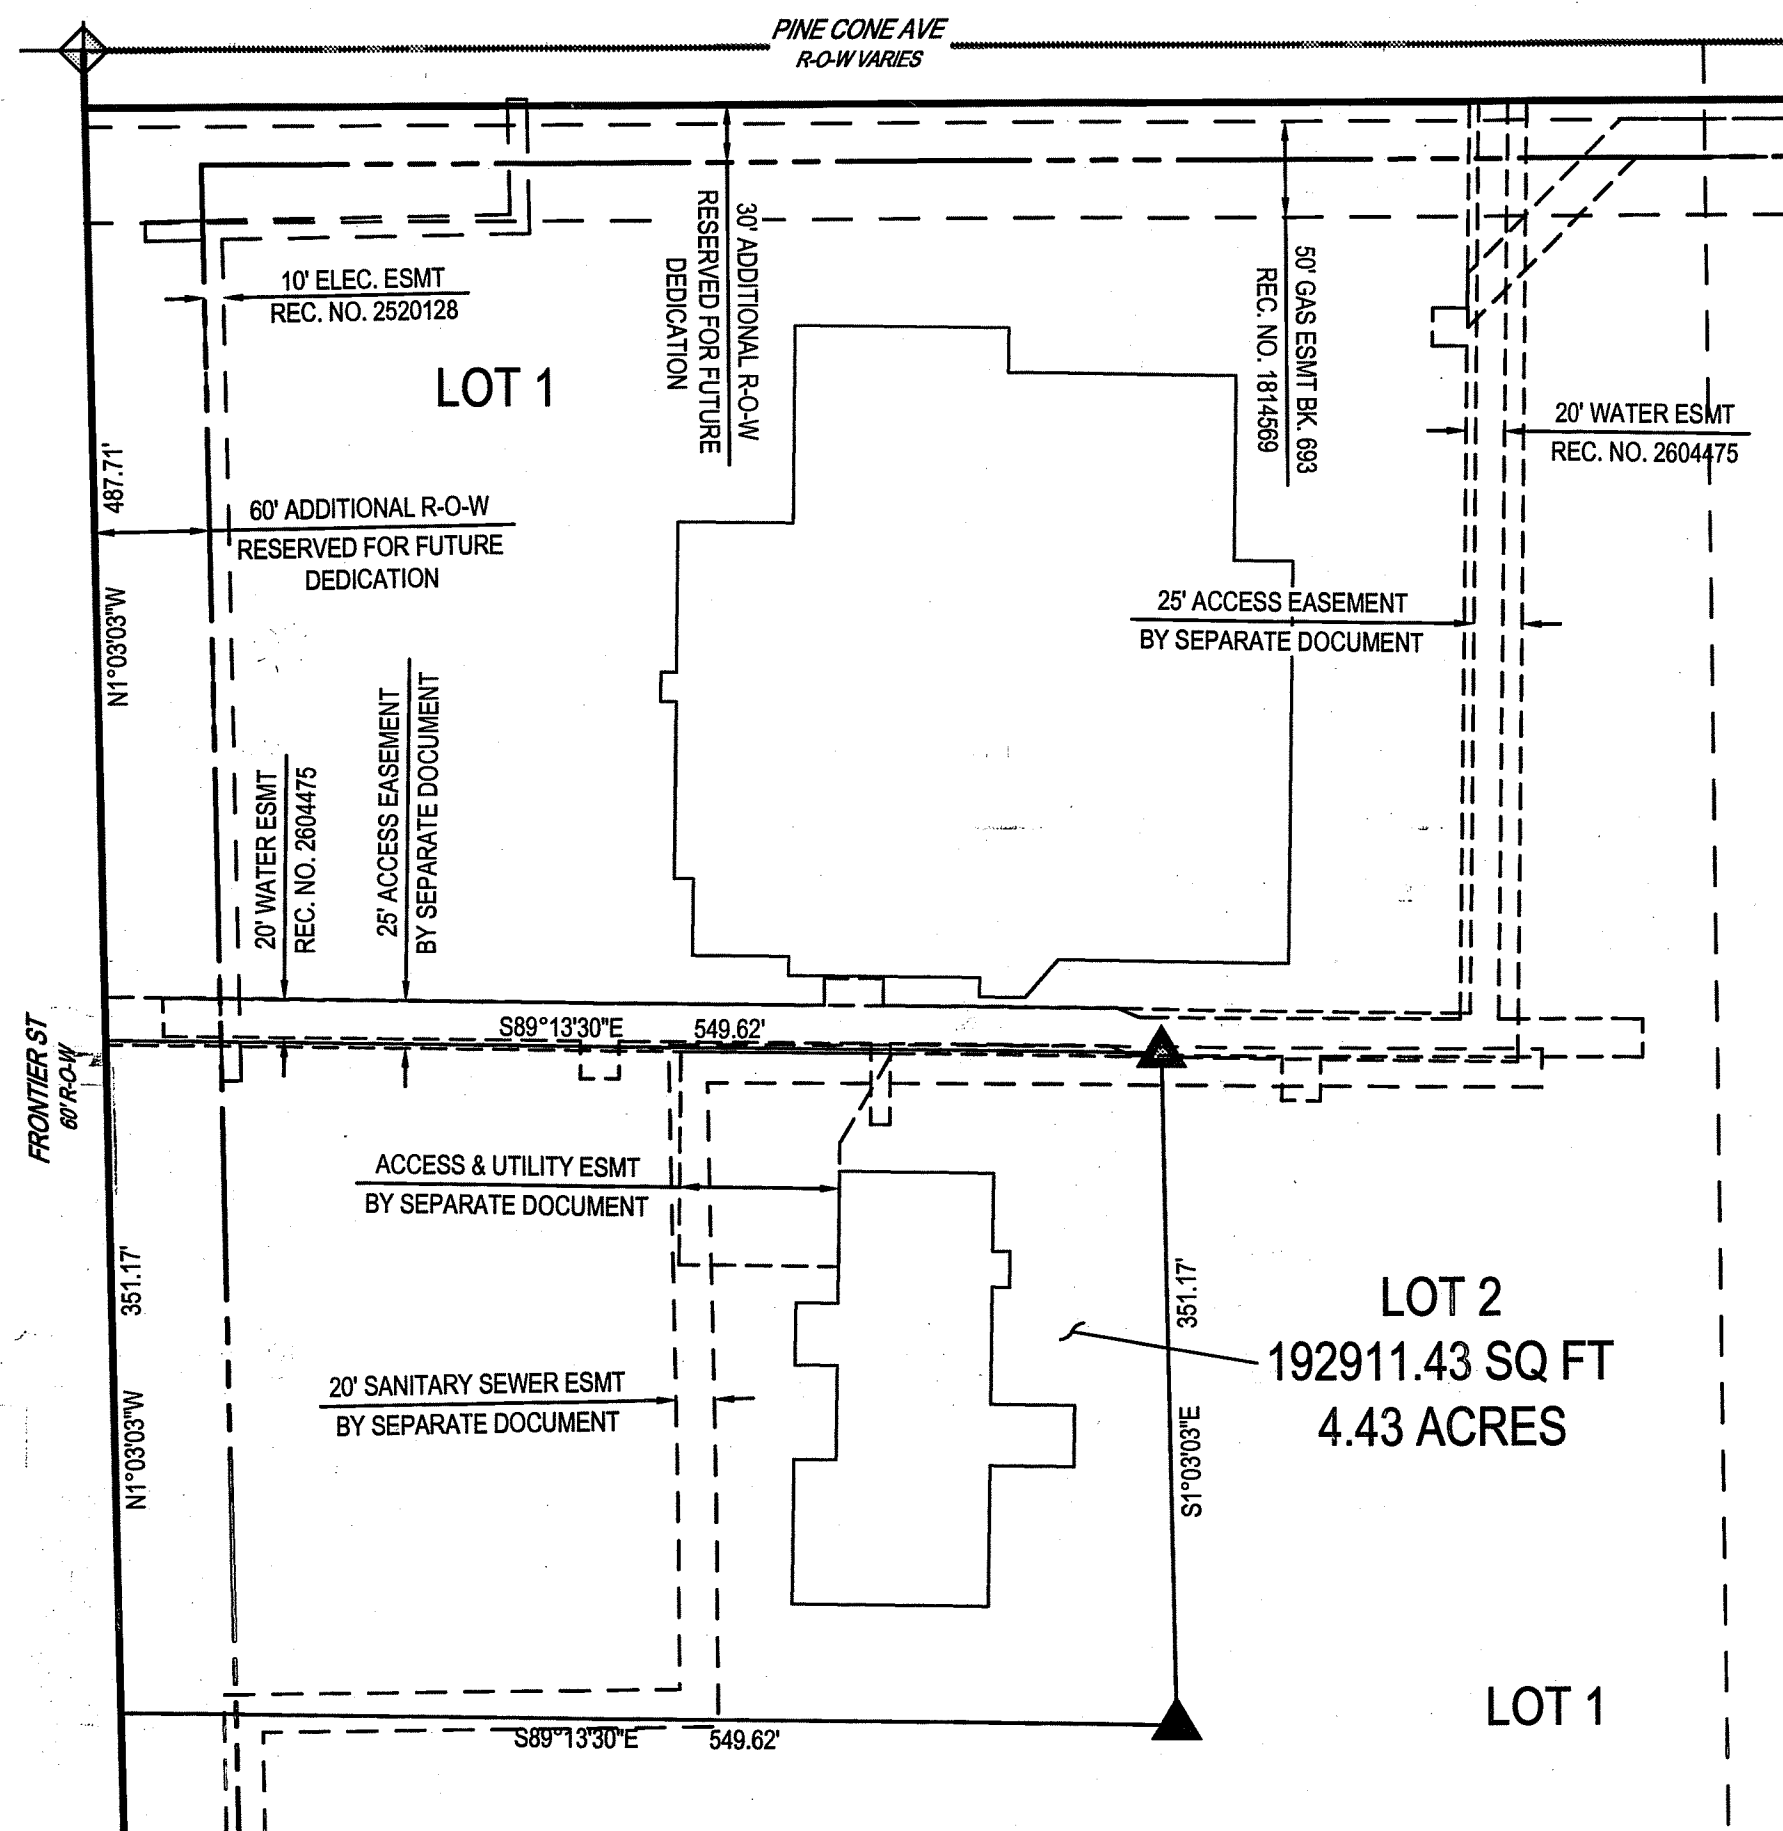 PINE CONE AVE
R-O-W VARIES
10' ELEC. ESMT
REC. NO. 2520128
LOT 1
30' ADDITIONAL R-O-W
RESERVED FOR FUTURE
DEDICATION
50' GAS ESMT BK. 693
REC. NO. 1814569
20' WATER ESMT
REC. NO. 2604475
487.71'
N1°03'03"W
60' ADDITIONAL R-O-W
RESERVED FOR FUTURE
DEDICATION
25' ACCESS EASEMENT
BY SEPARATE DOCUMENT
20' WATER ESMT
REC. NO. 2604475
25' ACCESS EASEMENT
BY SEPARATE DOCUMENT
S89°13'30"E 549.62'
FRONTIER ST
60' R-O-W
ACCESS & UTILITY ESMT
BY SEPARATE DOCUMENT
351.17'
N1°03'03"W
20' SANITARY SEWER ESMT
BY SEPARATE DOCUMENT
351.17'
S1°03'03"E
LOT 2
192911.43 SQ FT
4.43 ACRES
LOT 1
S89°13'30"E 549.62'